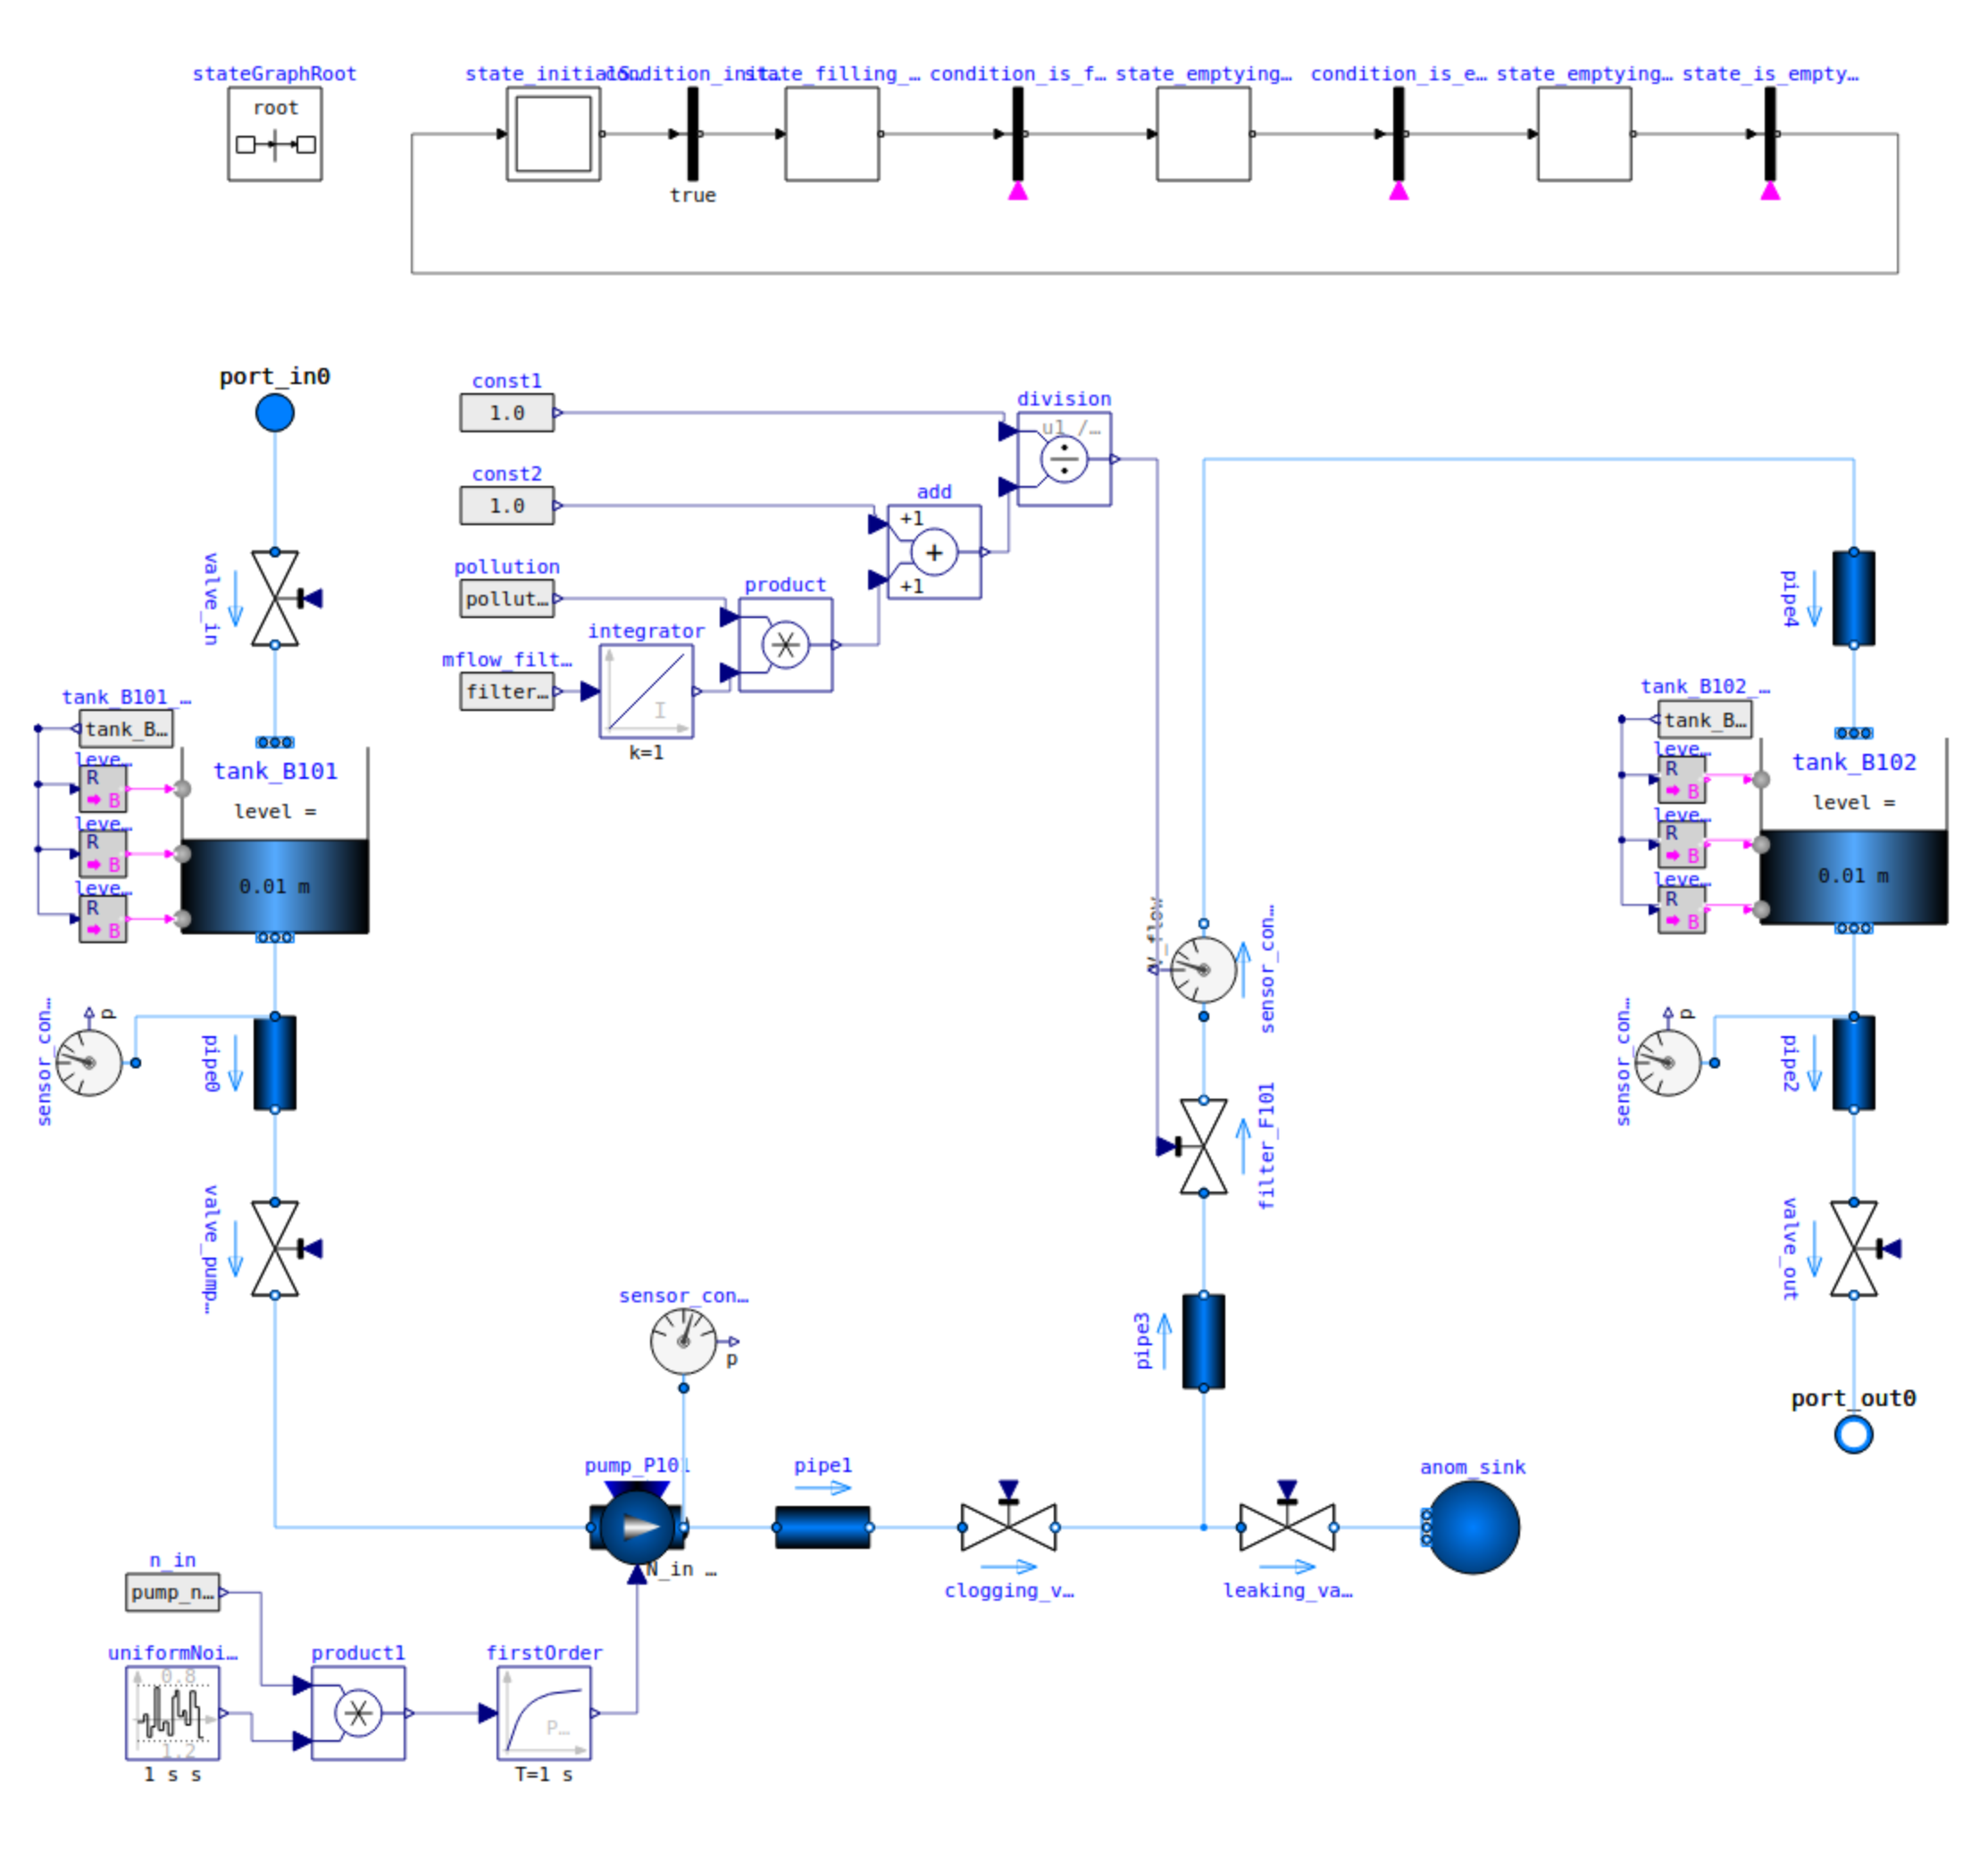 stateGraphRoot
root
state_initialS…
condition_init…
state_filling_…
condition_is_f…
state_emptying…
condition_is_e…
state_emptying…
state_is_empty…
true
port_in0
const1
1.0
division
u1 /…
const2
1.0
add
+1
+
+1
pollution
pollut…
product
integrator
I
k=1
mflow_filt…
filter…
valve_in
pipe4
tank_B101_…
tank_B…
leve…
R
B
leve…
R
B
leve…
R
B
tank_B101
level =
0.01 m
tank_B102_…
tank_B…
leve…
R
B
leve…
R
B
leve…
R
B
tank_B102
level =
0.01 m
V_flow
sensor_con…
sensor_con…
p
pipe0
sensor_con…
p
pipe2
filter_F101
valve_pump…
valve_out
sensor_con…
p
pipe3
port_out0
pump_P101
N_in …
pipe1
clogging_v…
leaking_va…
anom_sink
n_in
pump_n…
uniformNoi…
0.8
1.2
1 s s
product1
firstOrder
P…
T=1 s